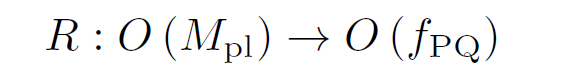 R : O (M_pl) → O (f_PQ)